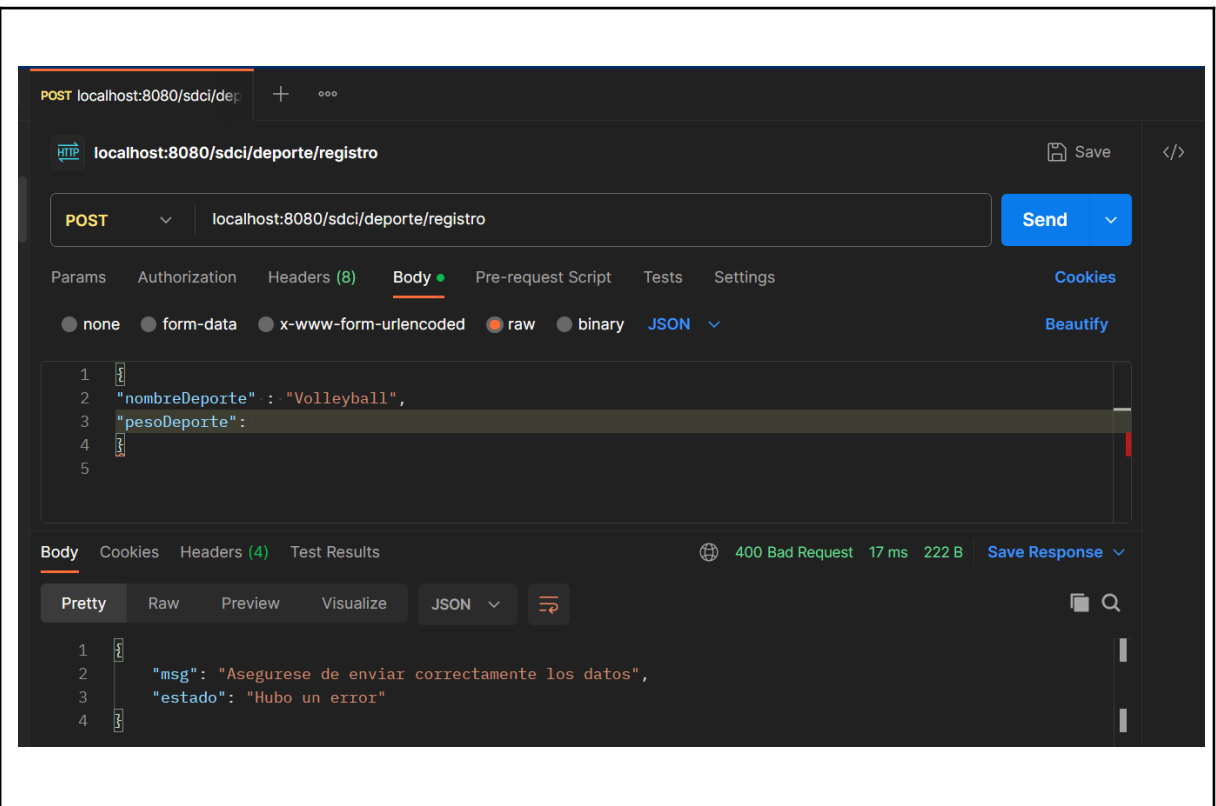 POST localhost:8080/sdci/dep
HTTP localhost:8080/sdci/deporte/registro Save </>
POST localhost:8080/sdci/deporte/registro Send
Params Authorization Headers (8) Body Pre-request Script Tests Settings Cookies
none form-data x-www-form-urlencoded raw binary JSON Beautify
1 {
2 "nombreDeporte" : "Volleyball",
3 "pesoDeporte":
4 }
5
Body Cookies Headers (4) Test Results 400 Bad Request 17 ms 222 B Save Response
Pretty Raw Preview Visualize JSON
1 {
2 "msg": "Asegurese de enviar correctamente los datos",
3 "estado": "Hubo un error"
4 }